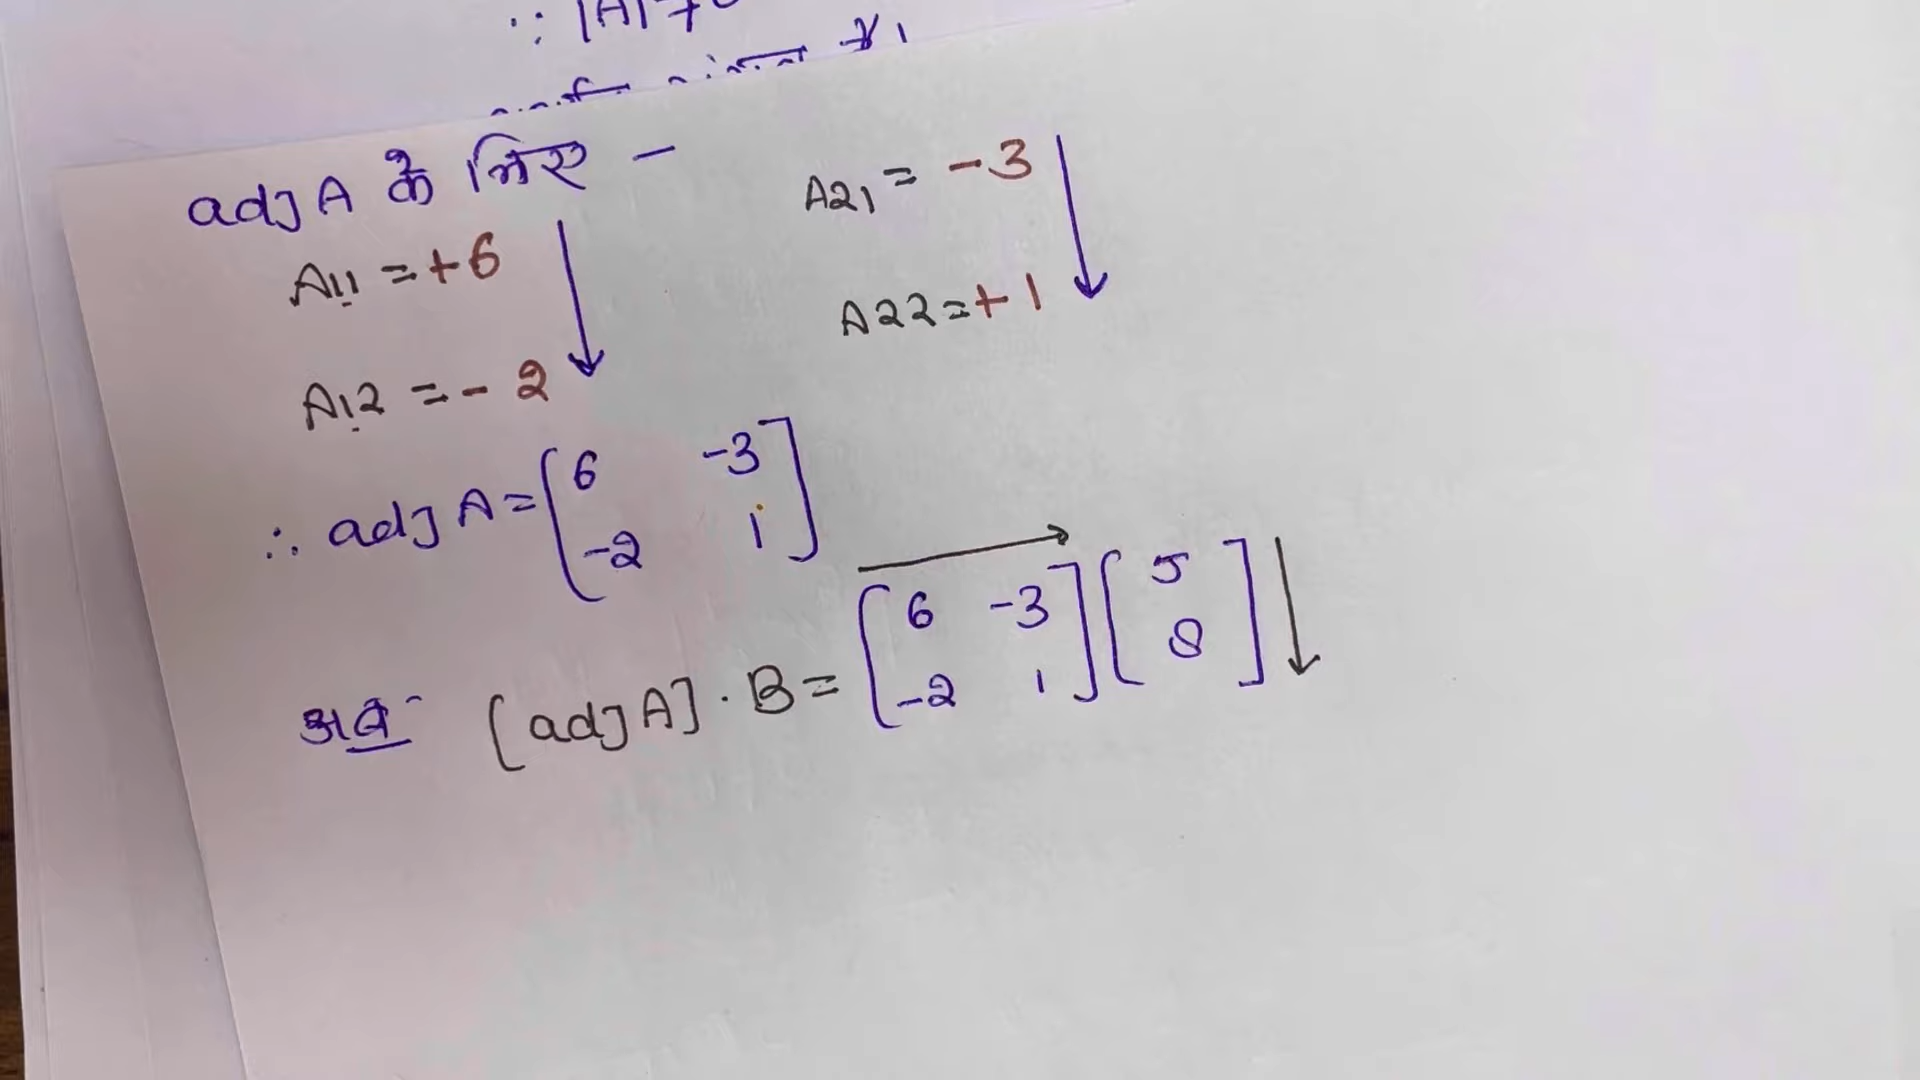 ∵ |A| ≠ 0
adj A के लिए –
A11 = +6
A21 = -3
A12 = - 2
A22 = + 1
∴ adj A = [6 -3
-2 1]
अब (adj A] . B = [6 -3] [5
-2 1] 8]